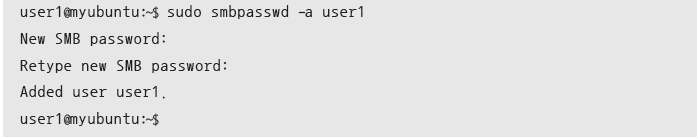 user1@myubuntu:~$ sudo smbpasswd -a user1
New SMB password:
Retype new SMB password:
Added user user1.
user1@myubuntu:~$